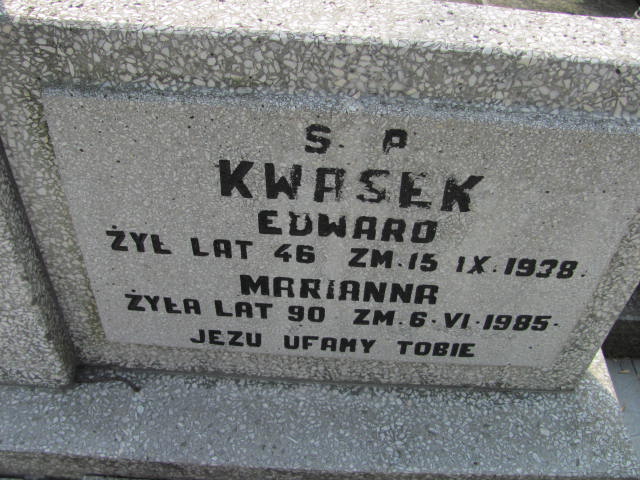 S. P
KWASEK
EDWARD
ŻYŁ LAT 46 ZM. 15 IX. 1938.
MARIANNA
ŻYŁA LAT 90 ZM. 6. VI. 1985.
JEZU UFAMY TOBIE